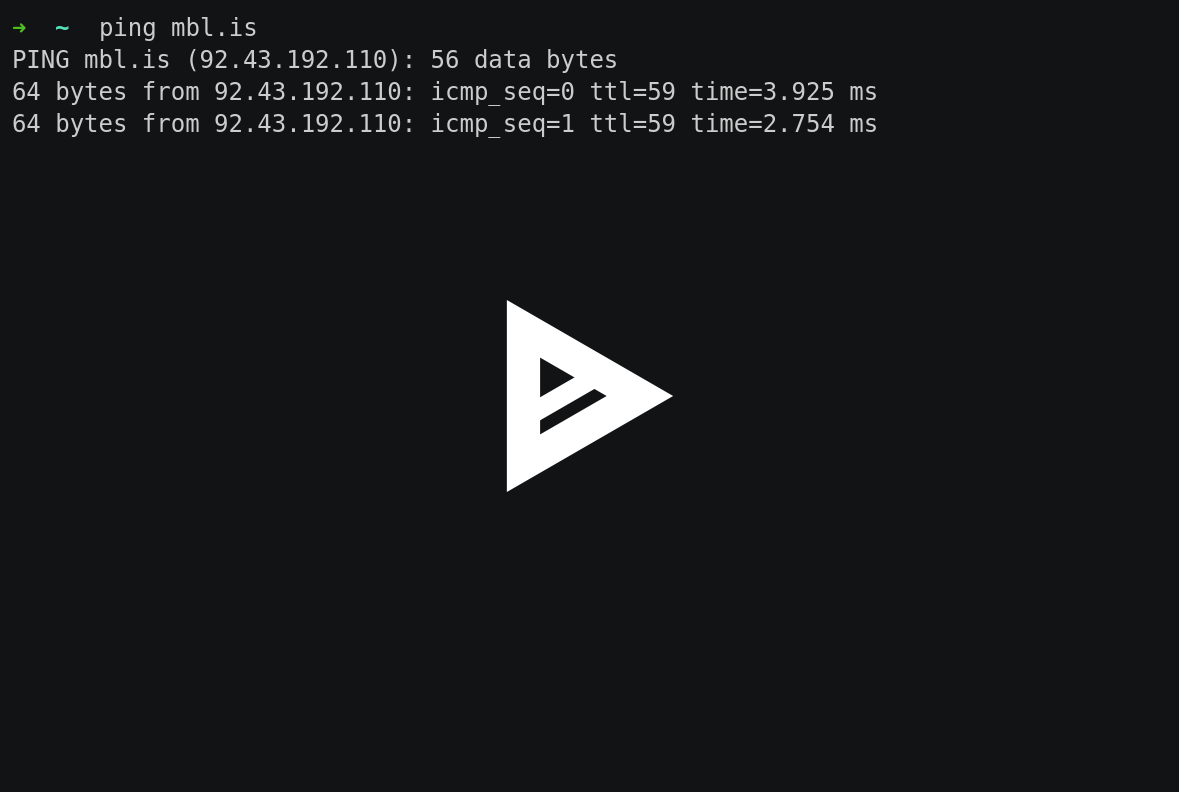 ➜  ~  ping mbl.is
PING mbl.is (92.43.192.110): 56 data bytes
64 bytes from 92.43.192.110: icmp_seq=0 ttl=59 time=3.925 ms
64 bytes from 92.43.192.110: icmp_seq=1 ttl=59 time=2.754 ms